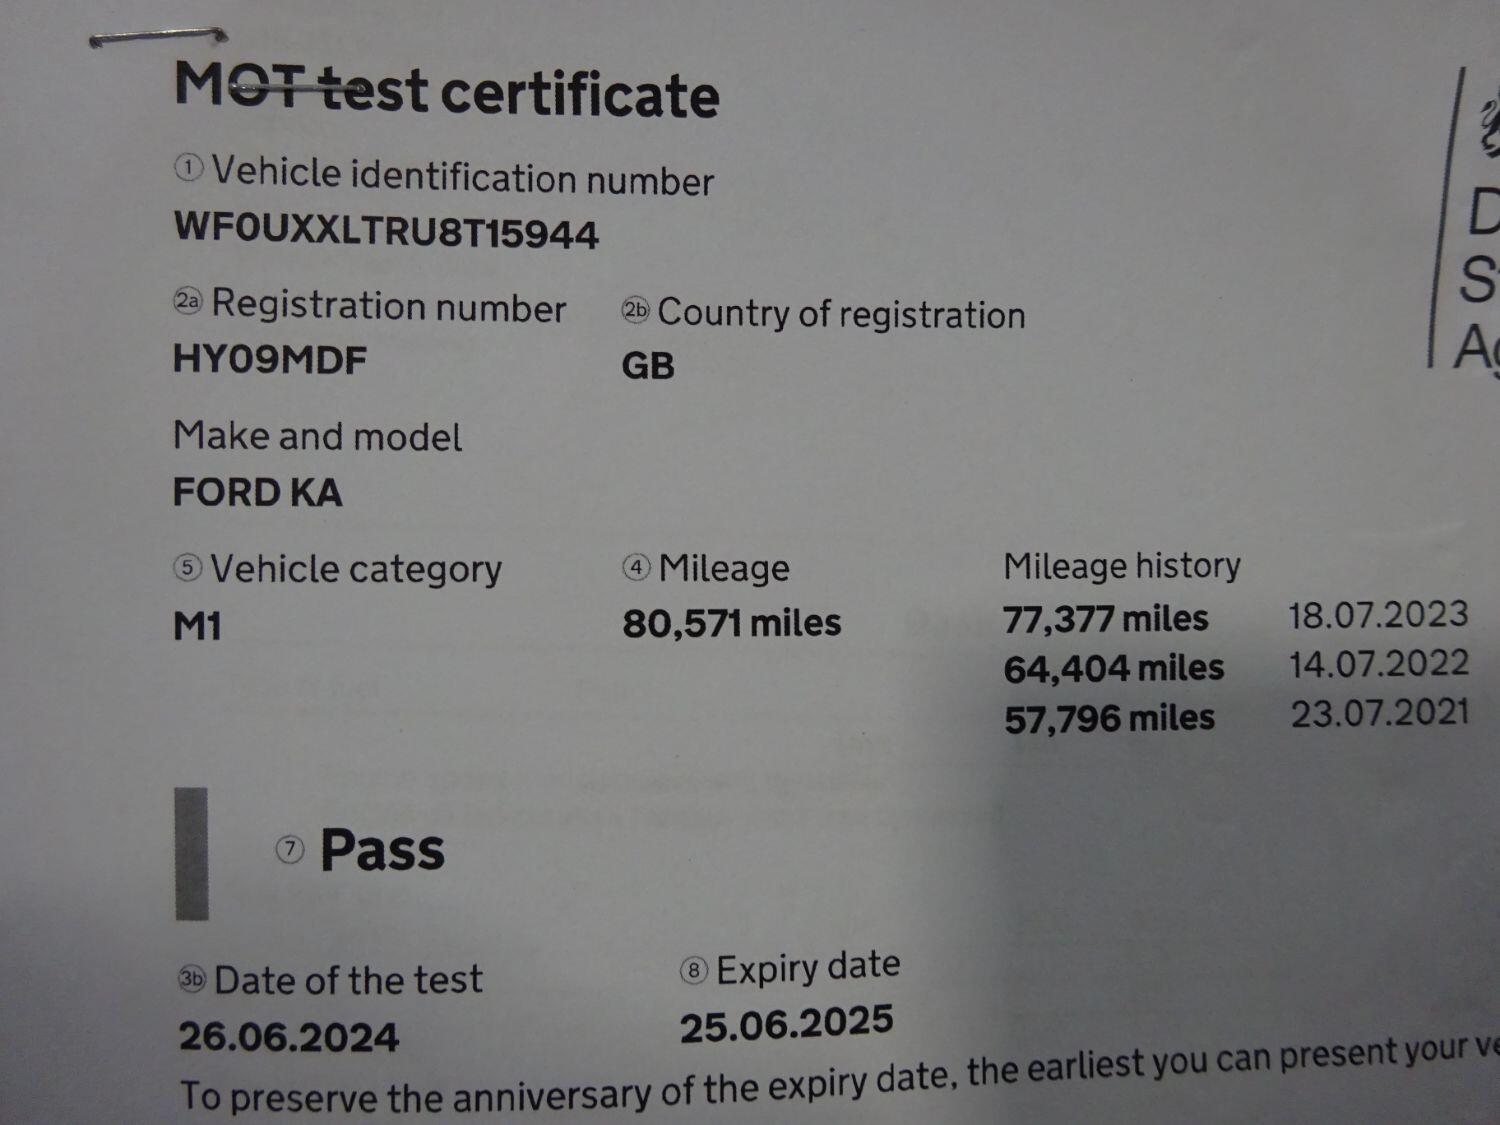 MOT test certificate
1 Vehicle identification number
WF0UXXLTRU8T15944
2a Registration number 2b Country of registration
HY09MDF GB
Make and model
FORD KA
5 Vehicle category 4 Mileage Mileage history
M1 80,571 miles 77,377 miles 18.07.2023
64,404 miles 14.07.2022
57,796 miles 23.07.2021
7 Pass
3b Date of the test 8 Expiry date
26.06.2024 25.06.2025
To preserve the anniversary of the expiry date, the earliest you can present your